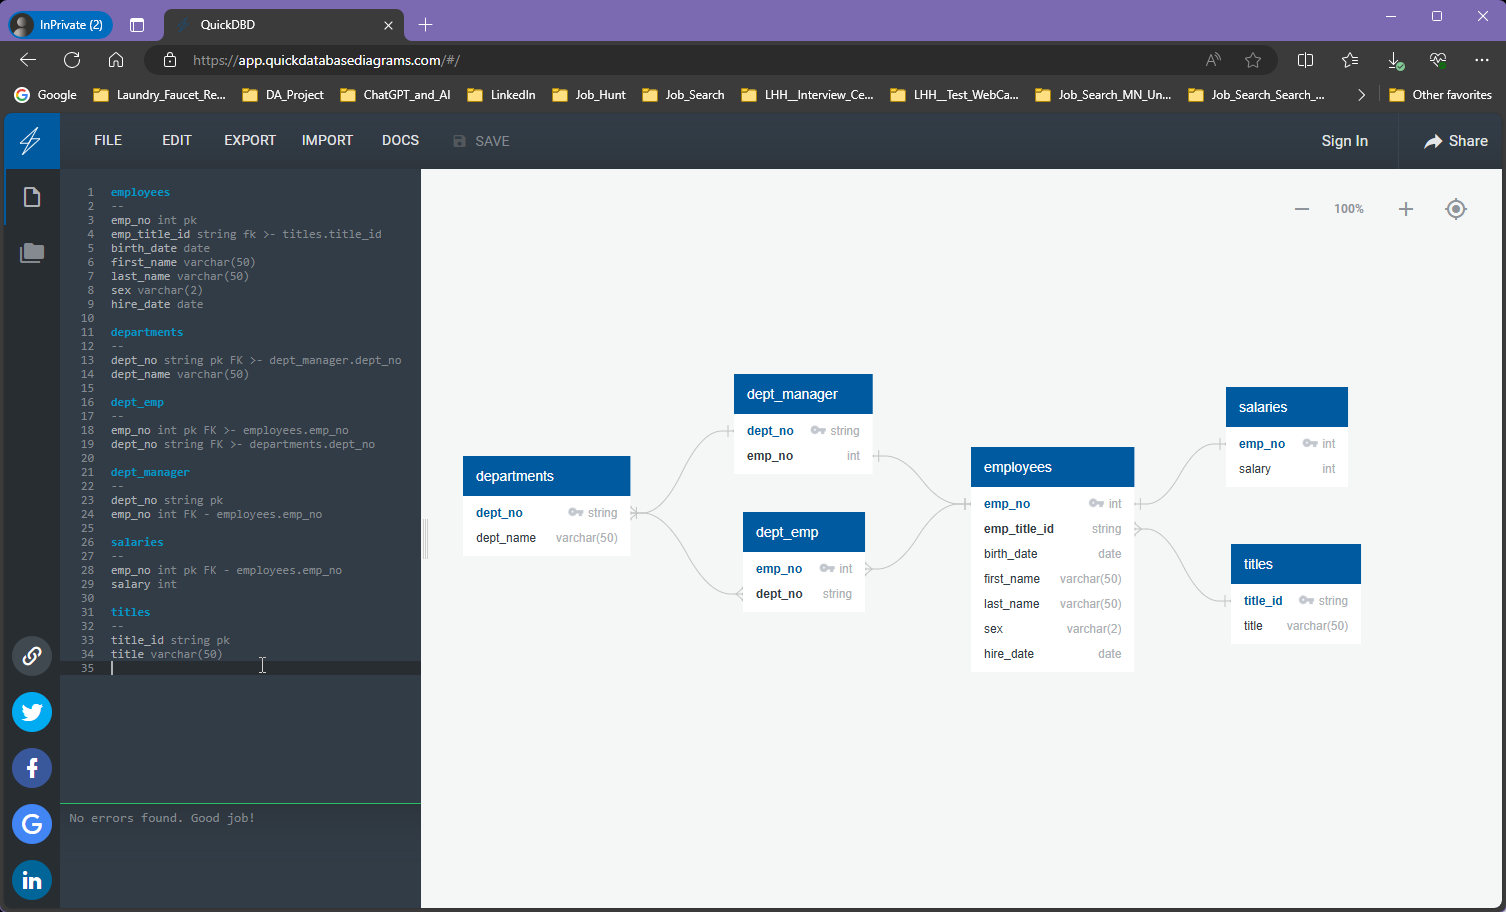 InPrivate (2)
QuickDBD
https://app.quickdatabasediagrams.com/#/
Google
Laundry_Faucet_Re...
DA_Project
ChatGPT_and_AI
LinkedIn
Job_Hunt
Job_Search
LHH__Interview_Ce...
LHH__Test_WebCa...
Job_Search_MN_Un...
Job_Search_Search_...
Other favorites
FILE
EDIT
EXPORT
IMPORT
DOCS
SAVE
Sign In
Share
1 employees
2 --
3 emp_no int pk
4 emp_title_id string fk >- titles.title_id
5 birth_date date
6 first_name varchar(50)
7 last_name varchar(50)
8 sex varchar(2)
9 hire_date date
10
11 departments
12 --
13 dept_no string pk FK >- dept_manager.dept_no
14 dept_name varchar(50)
15
16 dept_emp
17 --
18 emp_no int pk FK >- employees.emp_no
19 dept_no string FK >- departments.dept_no
20
21 dept_manager
22 --
23 dept_no string pk
24 emp_no int FK - employees.emp_no
25
26 salaries
27 --
28 emp_no int pk FK - employees.emp_no
29 salary int
30
31 titles
32 --
33 title_id string pk
34 title varchar(50)
35
No errors found. Good job!
100%
departments
dept_no string
dept_name varchar(50)
dept_manager
dept_no string
emp_no int
dept_emp
emp_no int
dept_no string
employees
emp_no int
emp_title_id string
birth_date date
first_name varchar(50)
last_name varchar(50)
sex varchar(2)
hire_date date
salaries
emp_no int
salary int
titles
title_id string
title varchar(50)